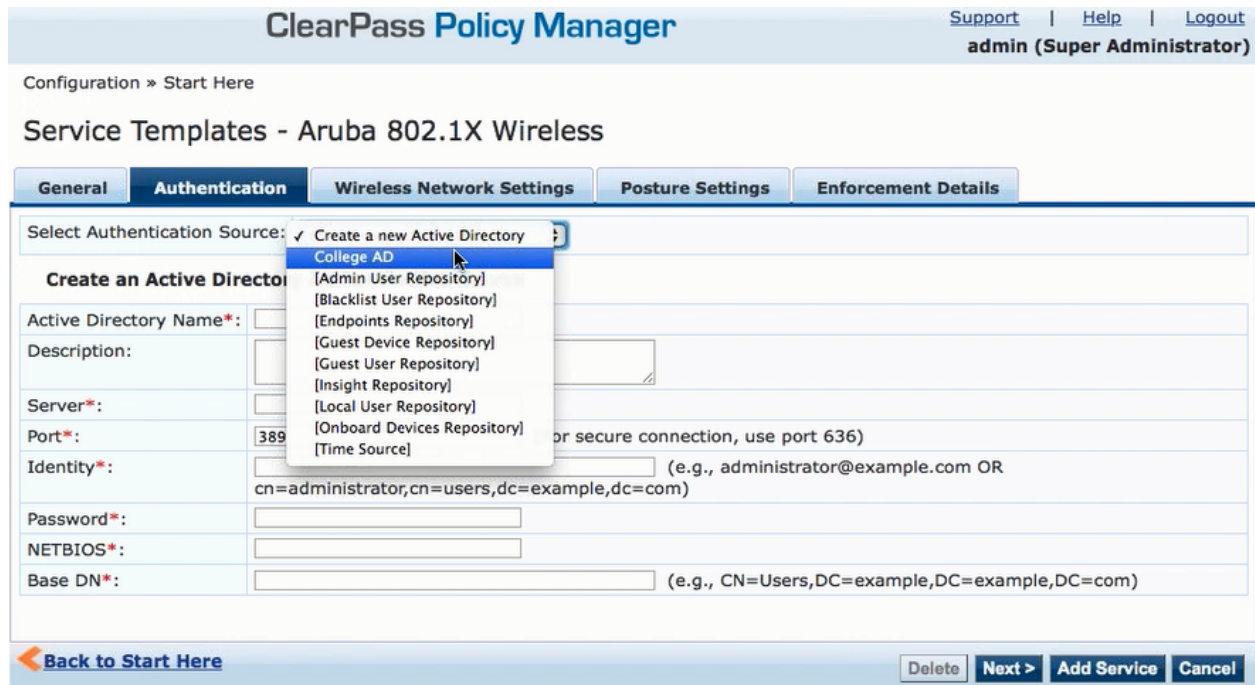 ClearPass Policy Manager
Support | Help | Logout
admin (Super Administrator)
Configuration » Start Here
Service Templates - Aruba 802.1X Wireless
General
Authentication
Wireless Network Settings
Posture Settings
Enforcement Details
Select Authentication Source:
✓ Create a new Active Directory
College AD
[Admin User Repository]
[Blacklist User Repository]
[Endpoints Repository]
[Guest Device Repository]
[Guest User Repository]
[Insight Repository]
[Local User Repository]
[Onboard Devices Repository]
[Time Source]
Create an Active
Active Directory Name*:
Description:
Server*:
Port*: 389 secure connection, use port 636)
Identity*: (e.g., administrator@example.com OR
cn=administrator,cn=users,dc=example,dc=com)
Password*:
NETBIOS*:
Base DN*: (e.g., CN=Users,DC=example,DC=example,DC=com)
Back to Start Here
Delete
Next >
Add Service
Cancel